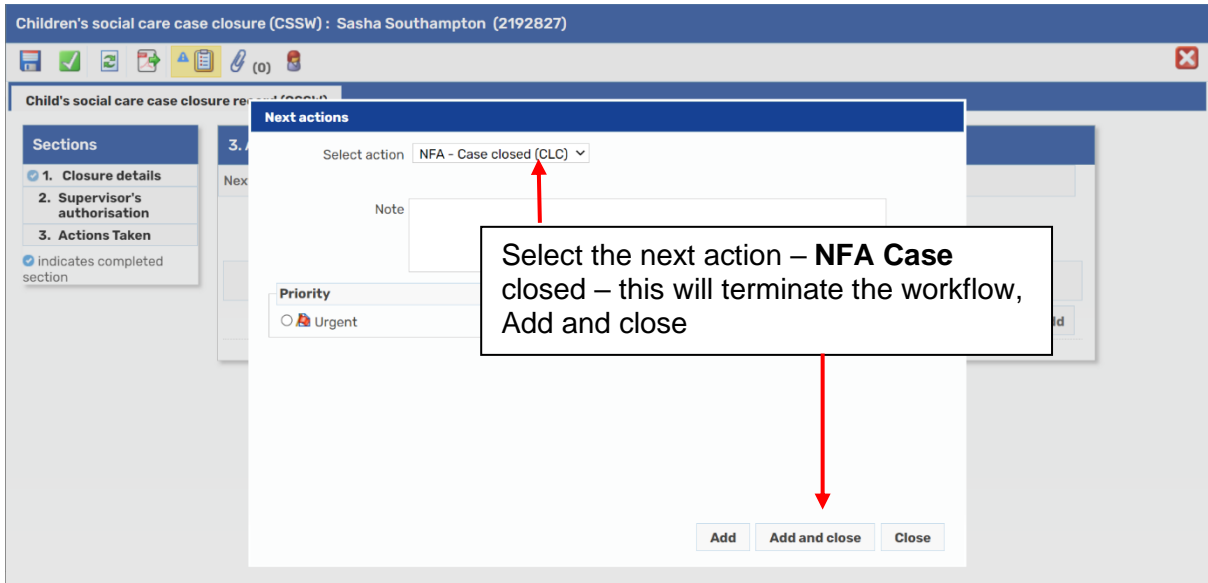 Children's social care case closure (CSSW) : Sasha Southampton (2192827)
(0)
Child's social care case closure
Next actions
Sections
3.
Select action NFA - Case closed (CLC)
1. Closure details
Nex
2. Supervisor's
authorisation
Note
3. Actions Taken
indicates completed
section
Select the next action – NFA Case
closed – this will terminate the workflow,
Add and close
Priority
Urgent
Add Add and close Close